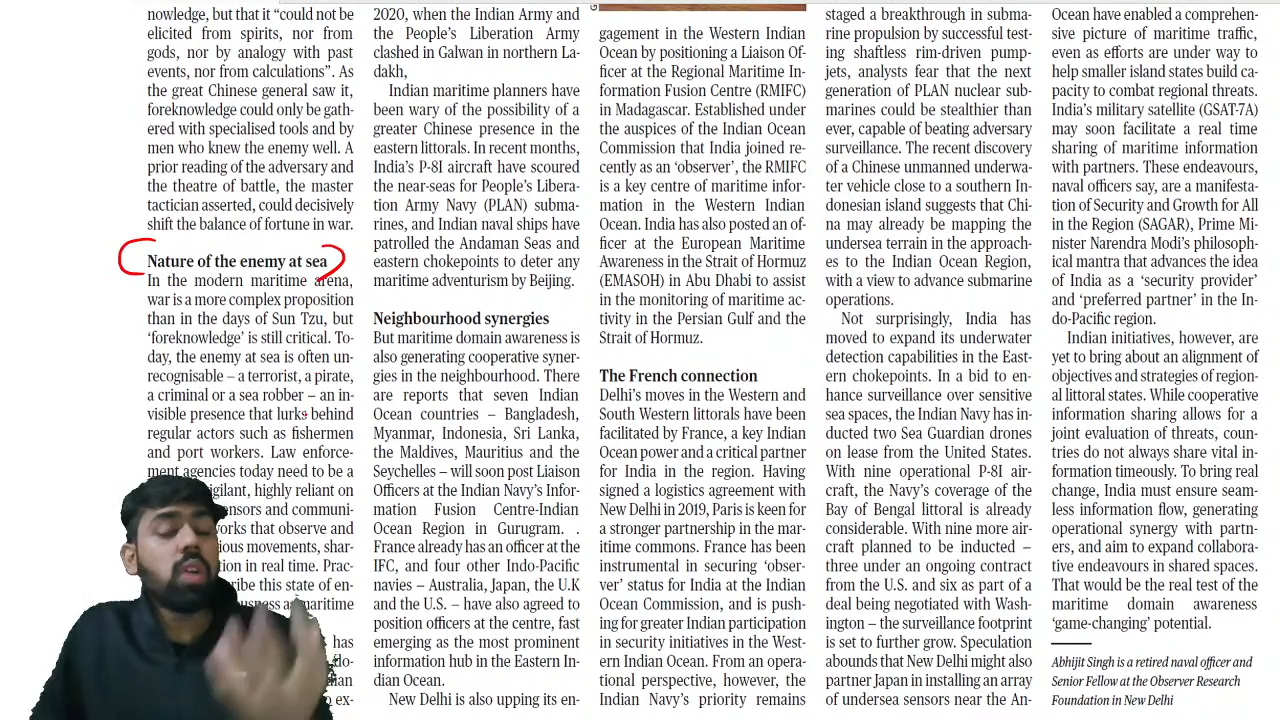 nowledge, but that it “could not be
elicited from spirits, nor from
gods, nor by analogy with past
events, nor from calculations”. As
the great Chinese general saw it,
foreknowledge could only be gath-
ered with specialised tools and by
men who knew the enemy well. A
prior reading of the adversary and
the theatre of battle, the master
tactician asserted, could decisively
shift the balance of fortune in war.
Nature of the enemy at sea
In the modern maritime arena,
war is a more complex proposition
than in the days of Sun Tzu, but
‘foreknowledge’ is still critical. To-
day, the enemy at sea is often un-
recognisable – a terrorist, a pirate,
a criminal or a sea robber – an in-
visible presence that lurks behind
regular actors such as fishermen
and port workers. Law enforce-
ment agencies today need to be a
igilant, highly reliant on
nsors and communi-
works that observe and
ious movements, shar-
tion in real time. Prac-
ribe this state of en-
maritime
has
do-
ex-
2020, when the Indian Army and
the People’s Liberation Army
clashed in Galwan in northern La-
dakh,
Indian maritime planners have
been wary of the possibility of a
greater Chinese presence in the
eastern littorals. In recent months,
India’s P-8I aircraft have scoured
the near-seas for People’s Libera-
tion Army Navy (PLAN) subma-
rines, and Indian naval ships have
patrolled the Andaman Seas and
eastern chokepoints to deter any
maritime adventurism by Beijing.
Neighbourhood synergies
But maritime domain awareness is
also generating cooperative syner-
gies in the neighbourhood. There
are reports that seven Indian
Ocean countries – Bangladesh,
Myanmar, Indonesia, Sri Lanka,
the Maldives, Mauritius and the
Seychelles – will soon post Liaison
Officers at the Indian Navy’s Infor-
mation Fusion Centre-Indian
Ocean Region in Gurugram. .
France already has an officer at the
IFC, and four other Indo-Pacific
navies – Australia, Japan, the U.K
and the U.S. – have also agreed to
position officers at the centre, fast
emerging as the most prominent
information hub in the Eastern In-
dian Ocean.
New Delhi is also upping its en-
gagement in the Western Indian
Ocean by positioning a Liaison Of-
ficer at the Regional Maritime In-
formation Fusion Centre (RMIFC)
in Madagascar. Established under
the auspices of the Indian Ocean
Commission that India joined re-
cently as an ‘observer’, the RMIFC
is a key centre of maritime infor-
mation in the Western Indian
Ocean. India has also posted an of-
ficer at the European Maritime
Awareness in the Strait of Hormuz
(EMASOH) in Abu Dhabi to assist
in the monitoring of maritime ac-
tivity in the Persian Gulf and the
Strait of Hormuz.
The French connection
Delhi’s moves in the Western and
South Western littorals have been
facilitated by France, a key Indian
Ocean power and a critical partner
for India in the region. Having
signed a logistics agreement with
New Delhi in 2019, Paris is keen for
a stronger partnership in the mar-
itime commons. France has been
instrumental in securing ‘obser-
ver’ status for India at the Indian
Ocean Commission, and is push-
ing for greater Indian participation
in security initiatives in the West-
ern Indian Ocean. From an opera-
tional perspective, however, the
Indian Navy’s priority remains
staged a breakthrough in subma-
rine propulsion by successful test-
ing shaftless rim-driven pump-
jets, analysts fear that the next
generation of PLAN nuclear sub-
marines could be stealthier than
ever, capable of beating adversary
surveillance. The recent discovery
of a Chinese unmanned underwa-
ter vehicle close to a southern In-
donesian island suggests that Chi-
na may already be mapping the
undersea terrain in the approach-
es to the Indian Ocean Region,
with a view to advance submarine
operations.
Not surprisingly, India has
moved to expand its underwater
detection capabilities in the East-
ern chokepoints. In a bid to en-
hance surveillance over sensitive
sea spaces, the Indian Navy has in-
ducted two Sea Guardian drones
on lease from the United States.
With nine operational P-8I air-
craft, the Navy’s coverage of the
Bay of Bengal littoral is already
considerable. With nine more air-
craft planned to be inducted –
three under an ongoing contract
from the U.S. and six as part of a
deal being negotiated with Wash-
ington – the surveillance footprint
is set to further grow. Speculation
abounds that New Delhi might also
partner Japan in installing an array
of undersea sensors near the An-
Ocean have enabled a comprehen-
sive picture of maritime traffic,
even as efforts are under way to
help smaller island states build ca-
pacity to combat regional threats.
India’s military satellite (GSAT-7A)
may soon facilitate a real time
sharing of maritime information
with partners. These endeavours,
naval officers say, are a manifesta-
tion of Security and Growth for All
in the Region (SAGAR), Prime Mi-
nister Narendra Modi’s philosoph-
ical mantra that advances the idea
of India as a ‘security provider’
and ‘preferred partner’ in the In-
do-Pacific region.
Indian initiatives, however, are
yet to bring about an alignment of
objectives and strategies of region-
al littoral states. While cooperative
information sharing allows for a
joint evaluation of threats, coun-
tries do not always share vital in-
formation timeously. To bring real
change, India must ensure seam-
less information flow, generating
operational synergy with partn-
ers, and aim to expand collabora-
tive endeavours in shared spaces.
That would be the real test of the
maritime domain awareness
‘game-changing’ potential.
Abhijit Singh is a retired naval officer and
Senior Fellow at the Observer Research
Foundation in New Delhi